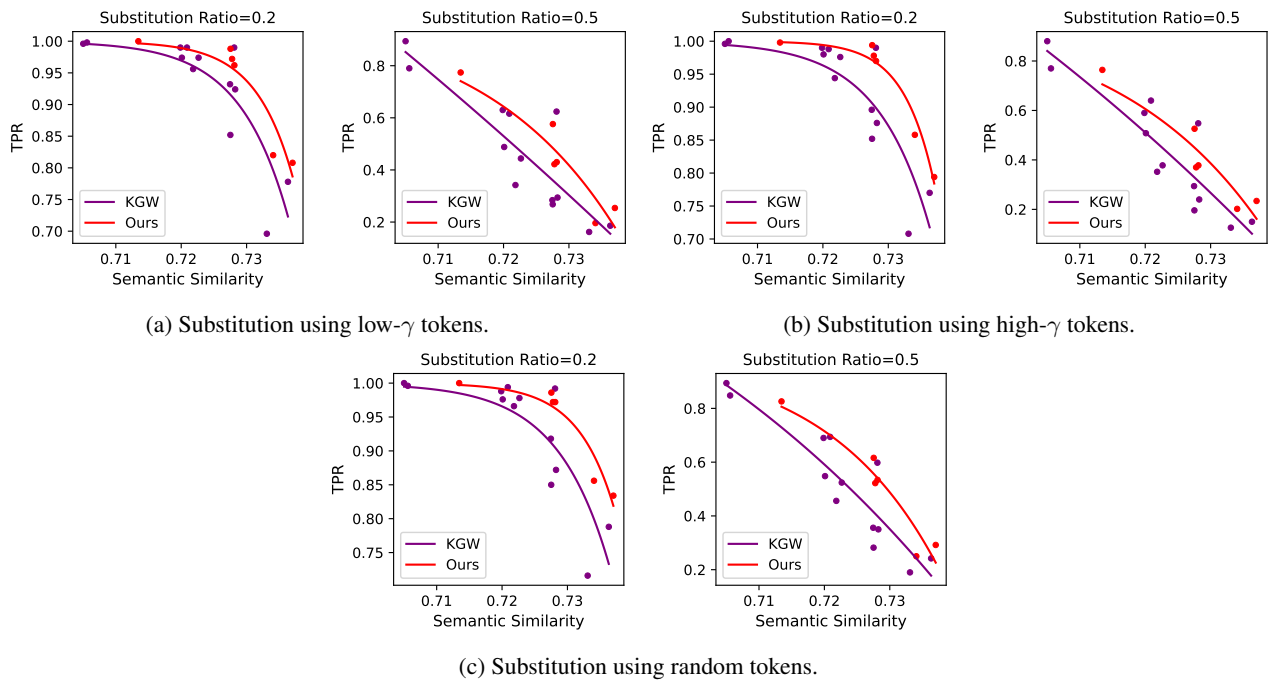 Substitution Ratio=0.2
1.00
0.95
0.90
0.85
0.80
0.75
0.70
TPR
KGW
Ours
0.71 0.72 0.73
Semantic Similarity
Substitution Ratio=0.5
0.8
0.6
0.4
0.2
TPR
KGW
Ours
0.71 0.72 0.73
Semantic Similarity
(a) Substitution using low-γ tokens.
Substitution Ratio=0.2
1.00
0.95
0.90
0.85
0.80
0.75
0.70
TPR
KGW
Ours
0.71 0.72 0.73
Semantic Similarity
Substitution Ratio=0.5
0.8
0.6
0.4
0.2
TPR
KGW
Ours
0.71 0.72 0.73
Semantic Similarity
(b) Substitution using high-γ tokens.
Substitution Ratio=0.2
1.00
0.95
0.90
0.85
0.80
0.75
TPR
KGW
Ours
0.71 0.72 0.73
Semantic Similarity
Substitution Ratio=0.5
0.8
0.6
0.4
0.2
TPR
KGW
Ours
0.71 0.72 0.73
Semantic Similarity
(c) Substitution using random tokens.